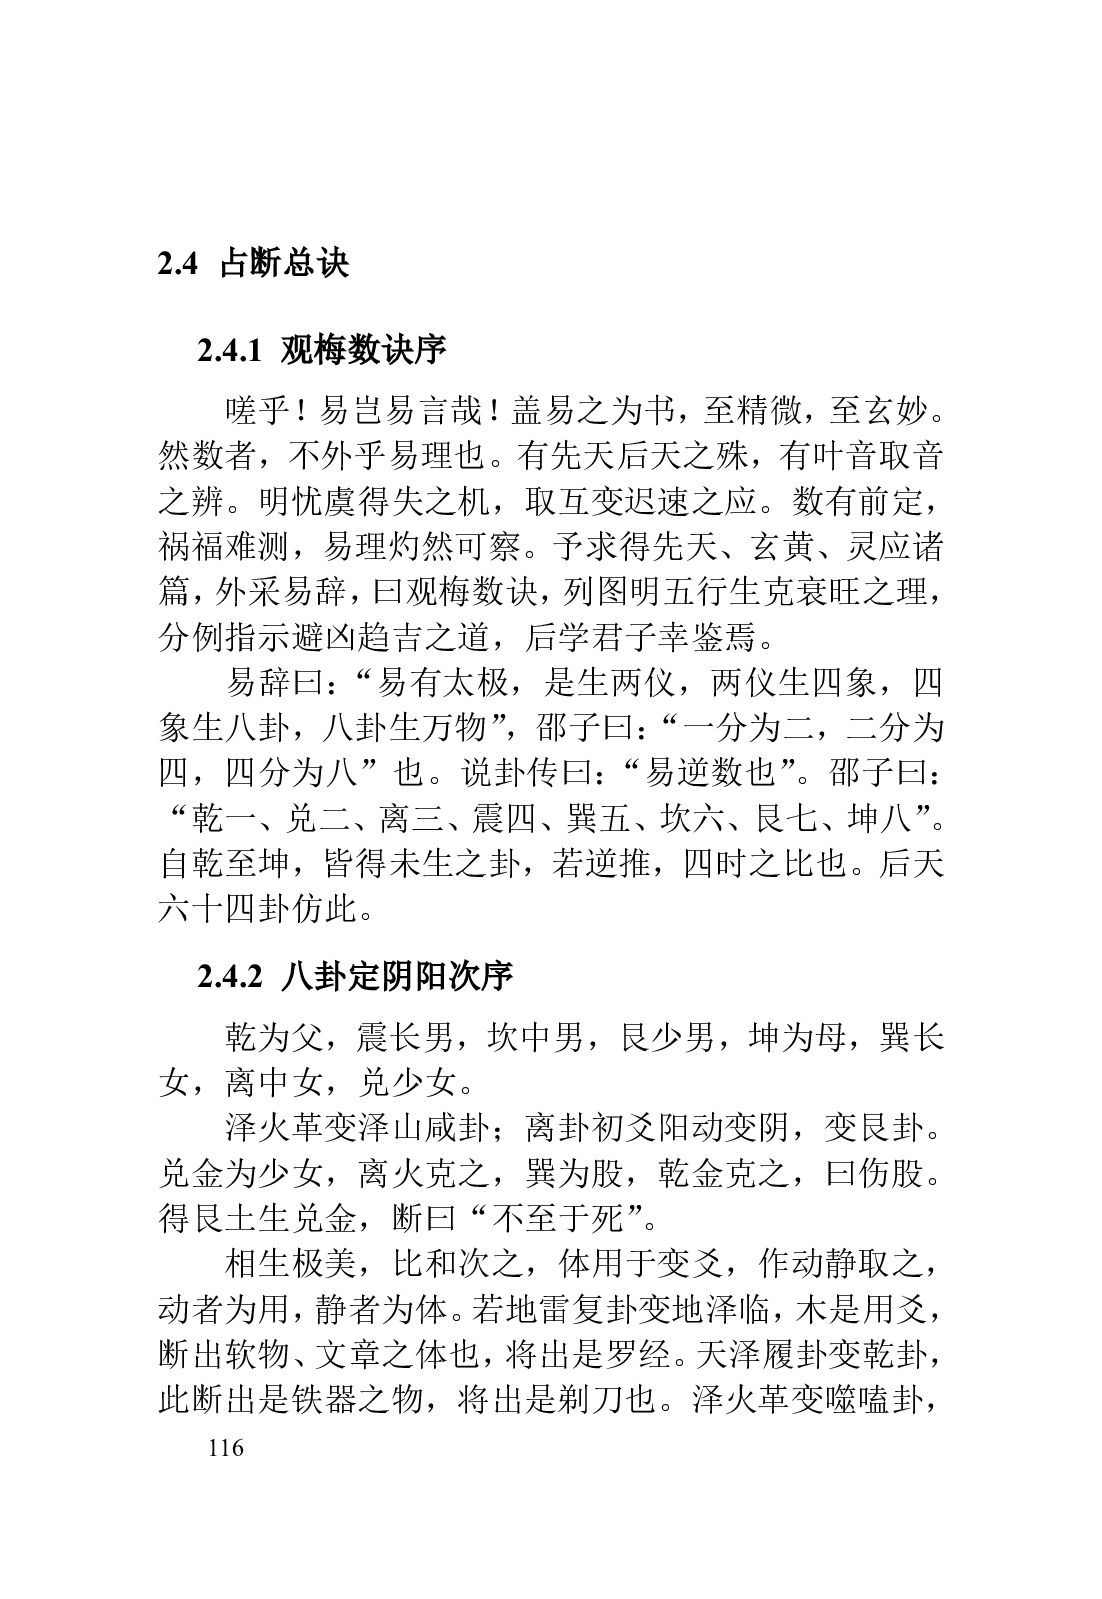 2.4 占断总诀
2.4.1 观梅数诀序
嗟乎！易岂易言哉！盖易之为书，至精微，至玄妙。
然数者，不外乎易理也。有先天后天之殊，有叶音取音
之辨。明忧虞得失之机，取互变迟速之应。数有前定，
祸福难测，易理灼然可察。予求得先天、玄黄、灵应诸
篇，外采易辞，曰观梅数诀，列图明五行生克衰旺之理，
分例指示避凶趋吉之道，后学君子幸鉴焉。
易辞曰：“易有太极，是生两仪，两仪生四象，四
象生八卦，八卦生万物”，邵子曰：“一分为二，二分为
四，四分为八”也。说卦传曰：“易逆数也”。邵子曰：
“乾一、兑二、离三、震四、巽五、坎六、艮七、坤八”。
自乾至坤，皆得未生之卦，若逆推，四时之比也。后天
六十四卦仿此。
2.4.2 八卦定阴阳次序
乾为父，震长男，坎中男，艮少男，坤为母，巽长
女，离中女，兑少女。
泽火革变泽山咸卦；离卦初爻阳动变阴，变艮卦。
兑金为少女，离火克之，巽为股，乾金克之，曰伤股。
得艮土生兑金，断曰“不至于死”。
相生极美，比和次之，体用于变爻，作动静取之，
动者为用，静者为体。若地雷复卦变地泽临，木是用爻，
断出软物、文章之体也，将出是罗经。天泽履卦变乾卦，
此断出是铁器之物，将出是剃刀也。泽火革变噬嗑卦，
116